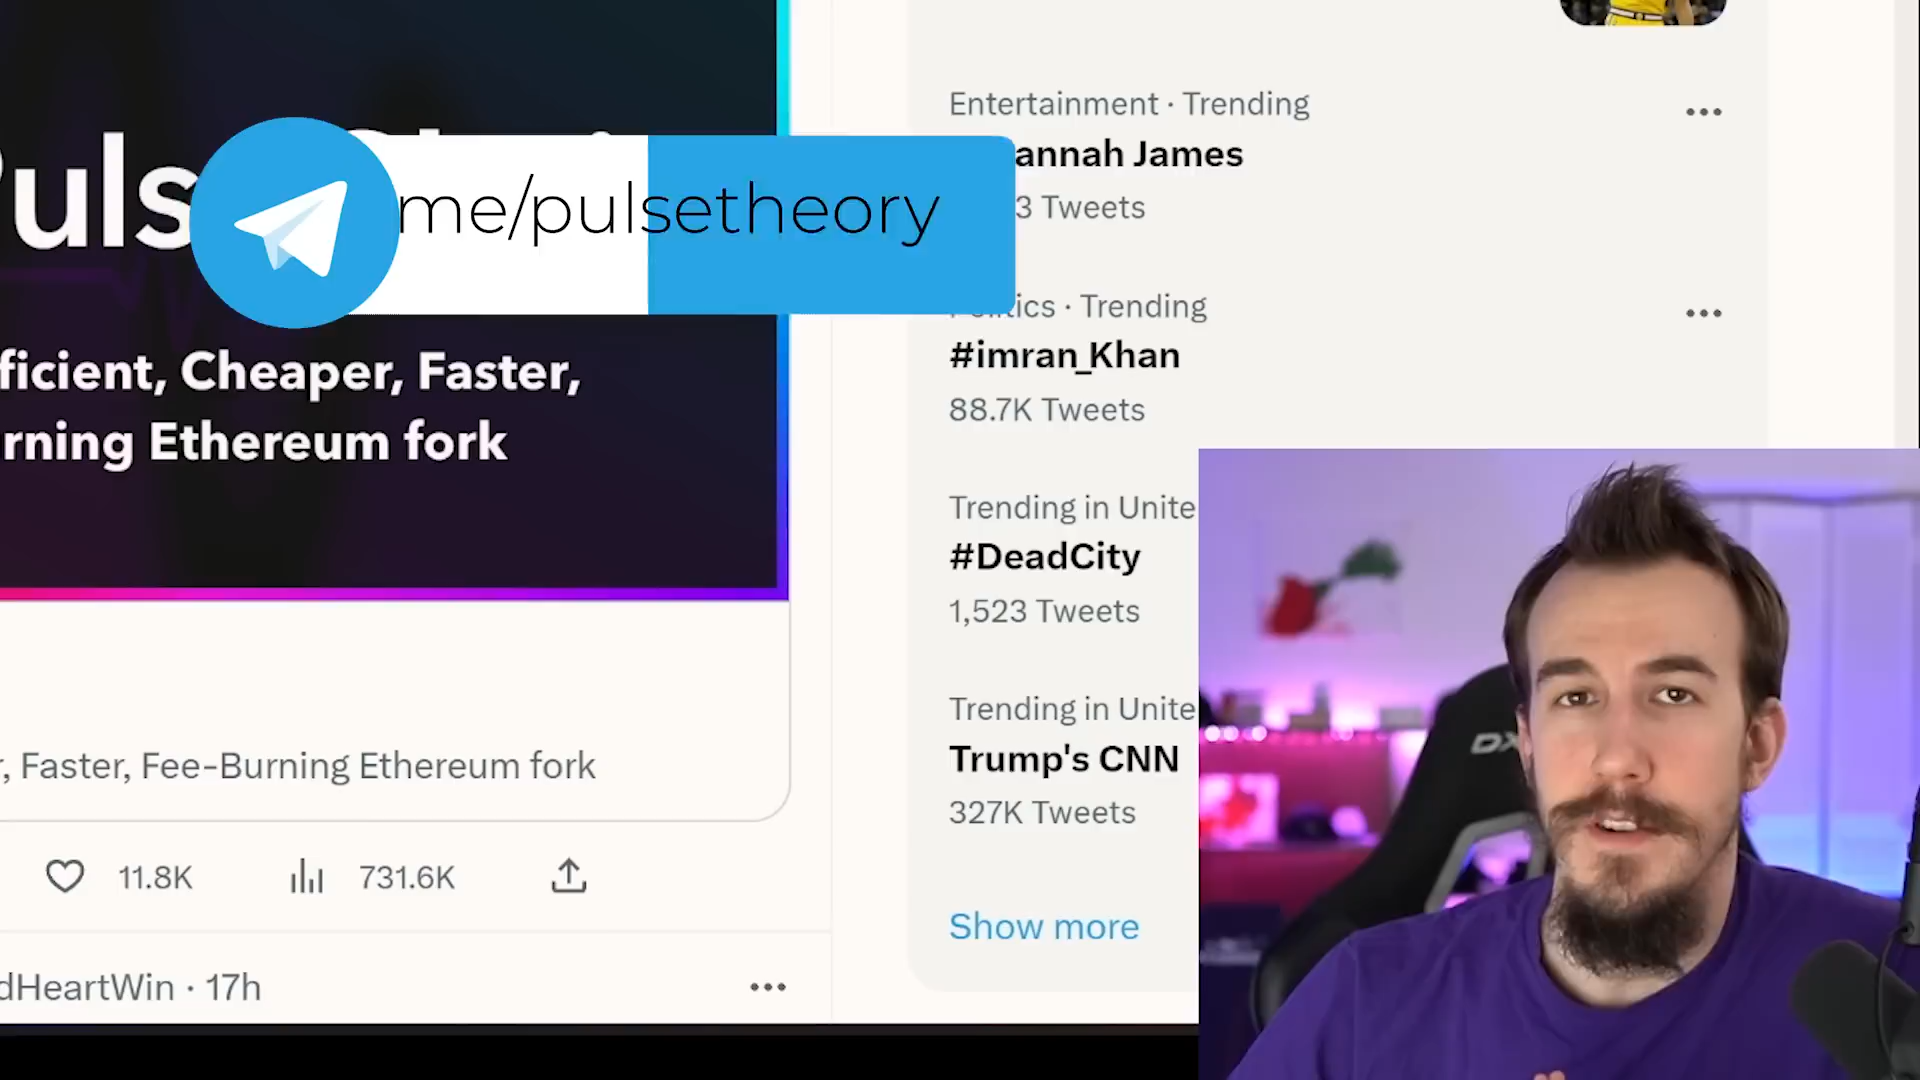 me/pulsetheory
ficient, Cheaper, Faster,
rning Ethereum fork
, Faster, Fee-Burning Ethereum fork
11.8K
731.6K
dHeartWin · 17h
Entertainment · Trending
annah James
3 Tweets
Trending
#imran_Khan
88.7K Tweets
Trending in Unite
#DeadCity
1,523 Tweets
Trending in Unite
Trump's CNN
327K Tweets
Show more
DX